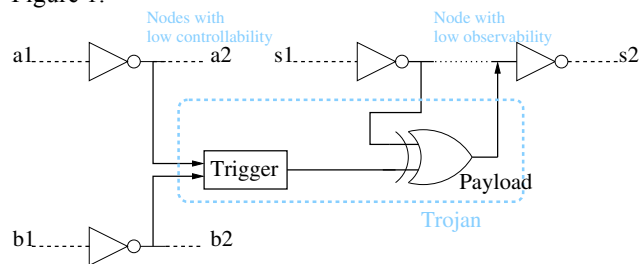 Figure 1.
Nodes with
low controllability
Node with
low observability
a1
a2
s1
s2
Trigger
Payload
Trojan
b1
b2